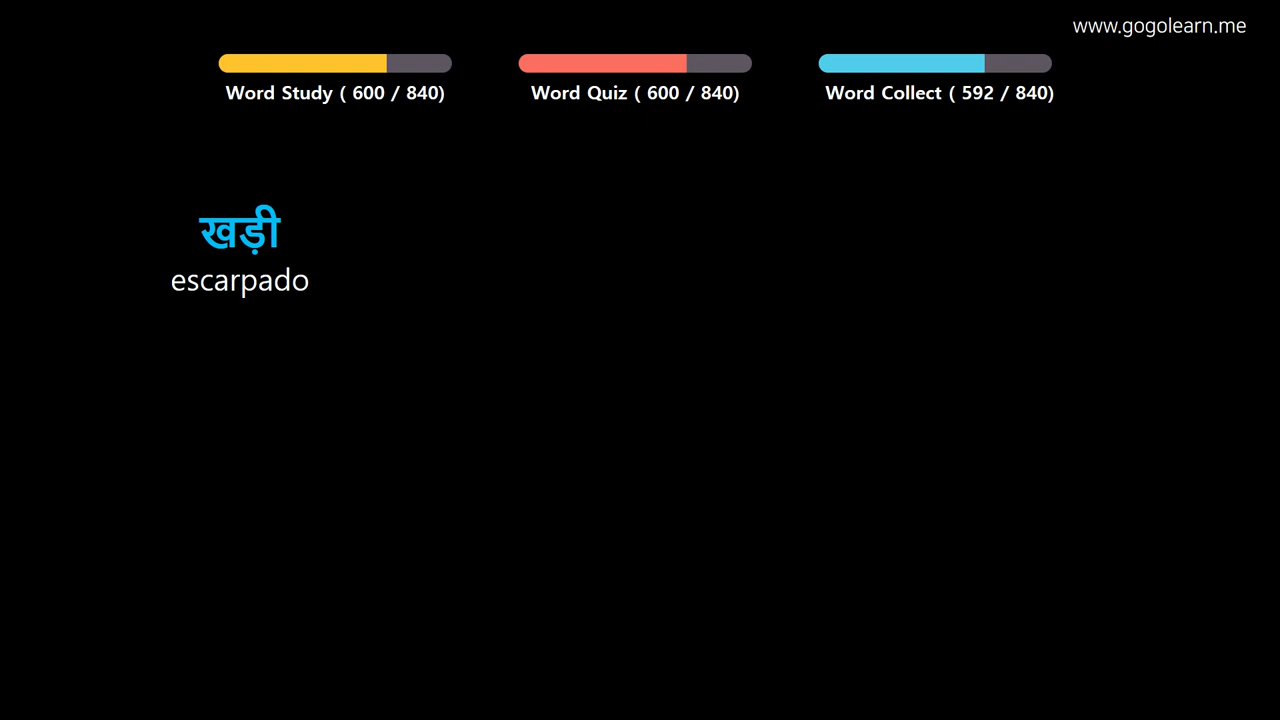 www.gogolearn.me
Word Study ( 600 / 840)
Word Quiz ( 600 / 840)
Word Collect ( 592 / 840)
खड़ी
escarpado